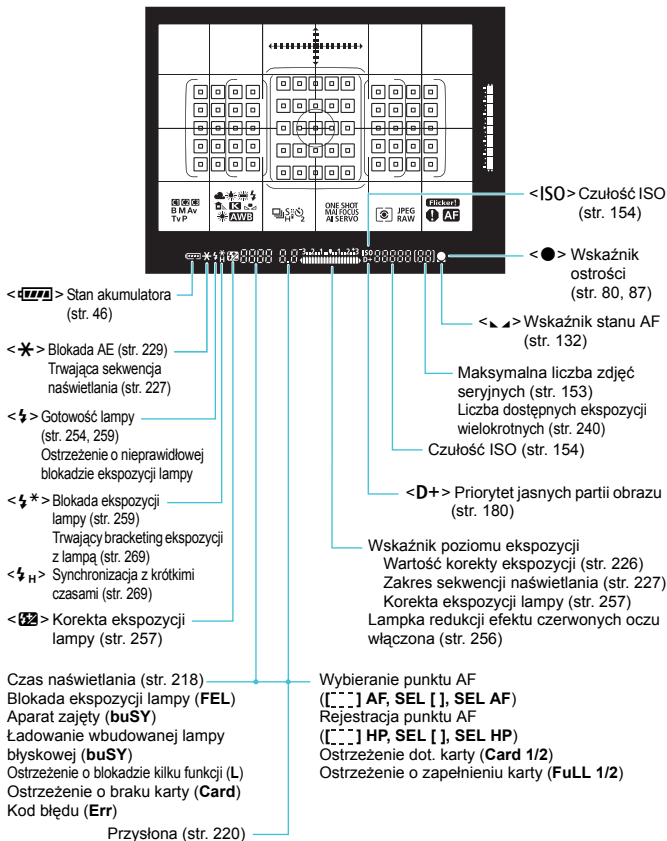 B M Av
Tv P
K
AWB
S
H 2
ONE SHOT
MAI FOCUS
AI SERVO
JPEG
RAW
Flicker!
AF
ISO
D+
<ISO> Czułość ISO
(str. 154)
<●> Wskaźnik
ostrości
(str. 80, 87)
< > Stan akumulatora
(str. 46)
< > Wskaźnik stanu AF
(str. 132)
<✱> Blokada AE (str. 229)
Trwająca sekwencja
naświetlania (str. 227)
Maksymalna liczba zdjęć
seryjnych (str. 153)
Liczba dostępnych ekspozycji
wielokrotnych (str. 240)
<⚡> Gotowość lampy
(str. 254, 259)
Ostrzeżenie o nieprawidłowej
blokadzie ekspozycji lampy
Czułość ISO (str. 154)
<D+> Priorytet jasnych partii obrazu
(str. 180)
<⚡✱> Blokada ekspozycji
lampy (str. 259)
Trwający bracketing ekspozycji
z lampą (str. 269)
<⚡H> Synchronizacja z krótkimi
czasami (str. 269)
Wskaźnik poziomu ekspozycji
Wartość korekty ekspozycji (str. 226)
Zakres sekwencji naświetlania (str. 227)
Korekta ekspozycji lampy (str. 257)
Lampka redukcji efektu czerwonych oczu
włączona (str. 256)
< > Korekta ekspozycji
lampy (str. 257)
Czas naświetlania (str. 218)
Blokada ekspozycji lampy (FEL)
Aparat zajęty (buSY)
Ładowanie wbudowanej lampy
błyskowej (buSY)
Ostrzeżenie o blokadzie kilku funkcji (L)
Ostrzeżenie o braku karty (Card)
Kod błędu (Err)
Przysłona (str. 220)
Wybieranie punktu AF
([ ] AF, SEL [ ], SEL AF)
Rejestracja punktu AF
([ ] HP, SEL [ ], SEL HP)
Ostrzeżenie dot. karty (Card 1/2)
Ostrzeżenie o zapełnieniu karty (FuLL 1/2)